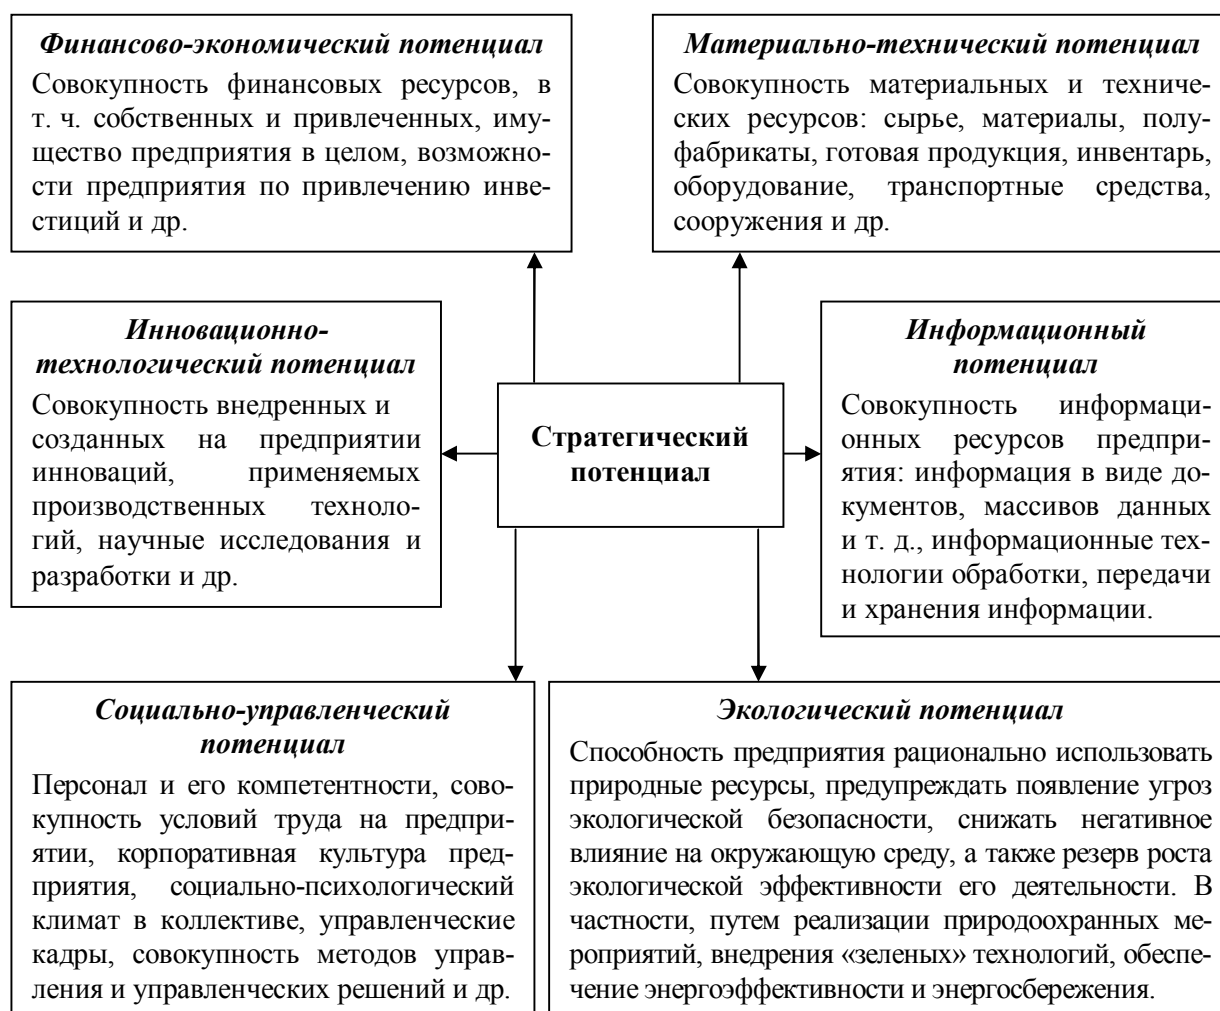 Финансово-экономический потенциал
Совокупность финансовых ресурсов, в
т. ч. собственных и привлеченных, иму-
щество предприятия в целом, возможно-
сти предприятия по привлечению инве-
стиций и др.
Материально-технический потенциал
Совокупность материальных и техниче-
ских ресурсов: сырье, материалы, полу-
фабрикаты, готовая продукция, инвентарь,
оборудование, транспортные средства,
сооружения и др.
Инновационно-
технологический потенциал
Совокупность внедренных и
созданных на предприятии
инноваций, применяемых
производственных техноло-
гий, научные исследования и
разработки и др.
Стратегический
потенциал
Информационный
потенциал
Совокупность информаци-
онных ресурсов предпри-
ятия: информация в виде до-
кументов, массивов данных
и т. д., информационные тех-
нологии обработки, передачи
и хранения информации.
Социально-управленческий
потенциал
Персонал и его компетентности, сово-
купность условий труда на предпри-
ятии, корпоративная культура пред-
приятия, социально-психологический
климат в коллективе, управленческие
кадры, совокупность методов управ-
ления и управленческих решений и др.
Экологический потенциал
Способность предприятия рационально использовать
природные ресурсы, предупреждать появление угроз
экологической безопасности, снижать негативное
влияние на окружающую среду, а также резерв роста
экологической эффективности его деятельности. В
частности, путем реализации природоохранных ме-
роприятий, внедрения «зеленых» технологий, обеспе-
чение энергоэффективности и энергосбережения.